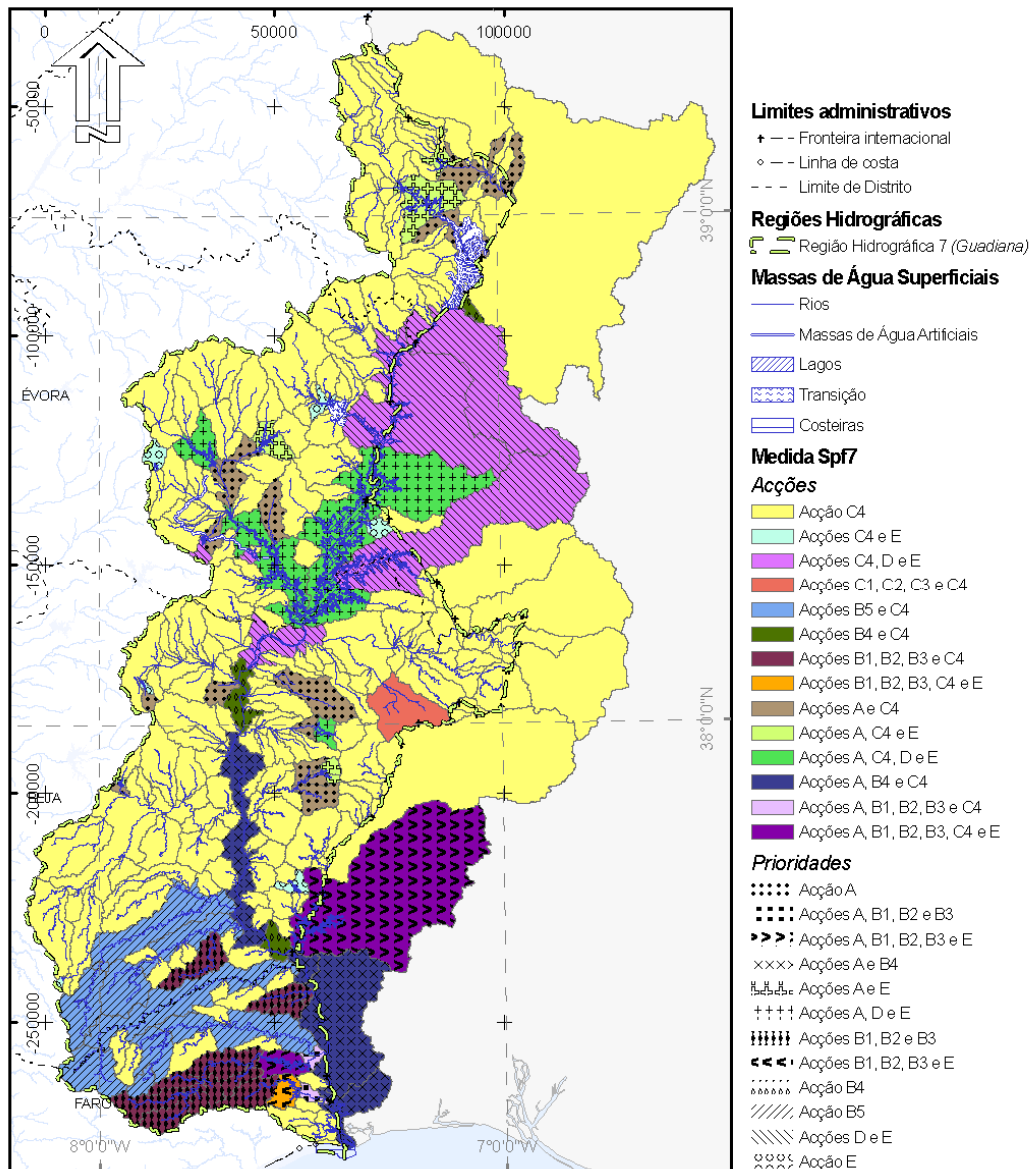 0
50000
100000
-50000
-100000
-150000
-200000
-250000
N
39°0'0"N
38°0'0"N
8°0'0"W
7°0'0"W
ÉVORA
BEJA
FARO
Limites administrativos
Fronteira internacional
Linha de costa
Limite de Distrito
Regiões Hidrográficas
Região Hidrográfica 7 (Guadiana)
Massas de Água Superficiais
Rios
Massas de Água Artificiais
Lagos
Transição
Costeiras
Medida Spf7
Acções
Acção C4
Acções C4 e E
Acções C4, D e E
Acções C1, C2, C3 e C4
Acções B5 e C4
Acções B4 e C4
Acções B1, B2, B3 e C4
Acções B1, B2, B3, C4 e E
Acções A e C4
Acções A, C4 e E
Acções A, C4, D e E
Acções A, B4 e C4
Acções A, B1, B2, B3 e C4
Acções A, B1, B2, B3, C4 e E
Prioridades
Acção A
Acções A, B1, B2 e B3
Acções A, B1, B2, B3 e E
Acções A e B4
Acções A e E
Acções A, D e E
Acções B1, B2 e B3
Acções B1, B2, B3 e E
Acção B4
Acção B5
Acções D e E
Acção E